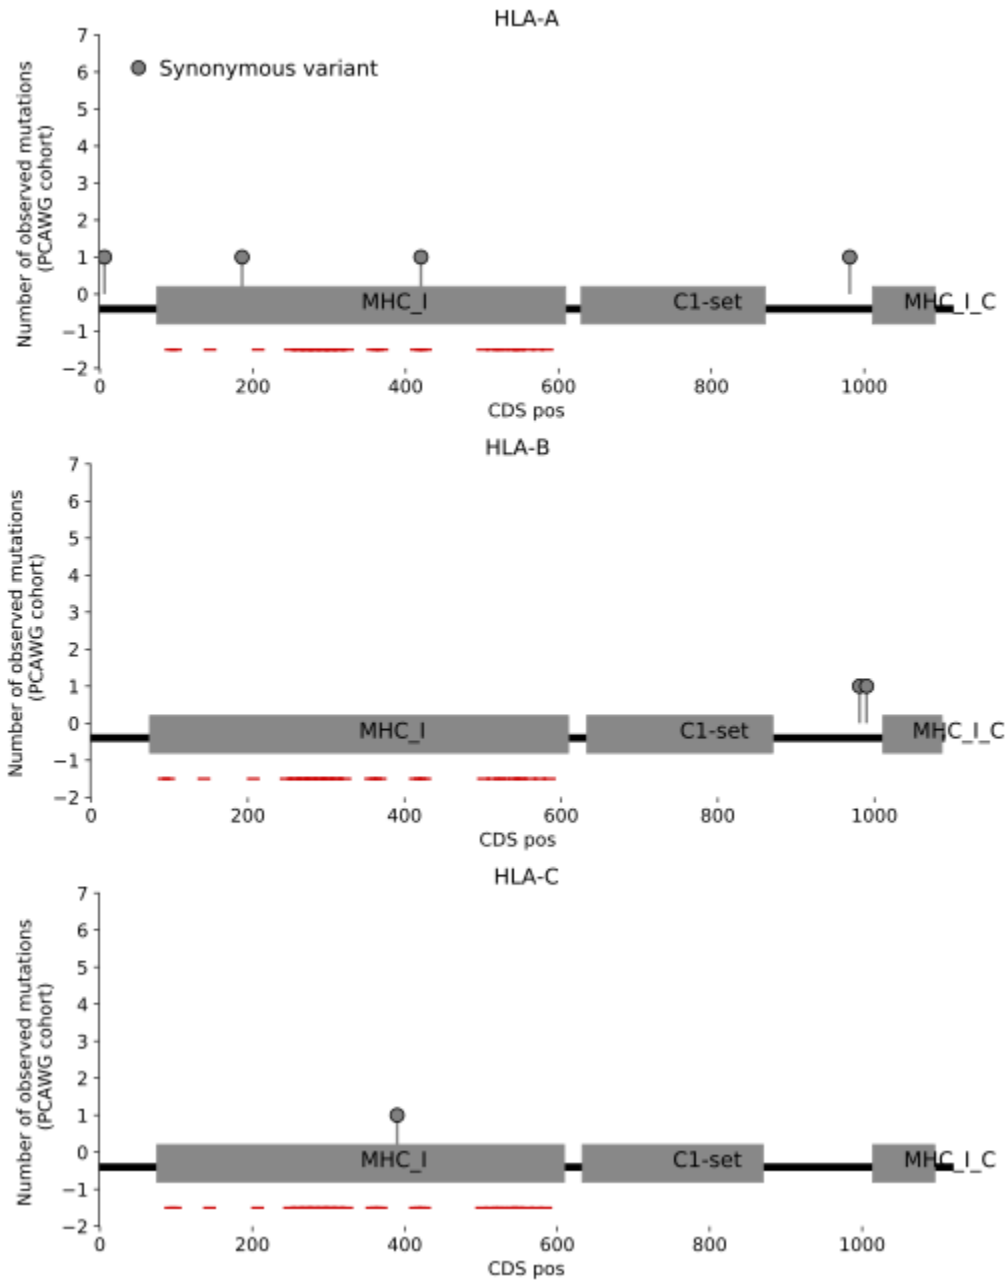 HLA-A
Number of observed mutations
(PCAWG cohort)
7
6
5
4
3
2
1
0
−1
−2
Synonymous variant
MHC_I
C1-set
MHC_I_C
0
200
400
600
800
1000
CDS pos
HLA-B
Number of observed mutations
(PCAWG cohort)
7
6
5
4
3
2
1
0
−1
−2
MHC_I
C1-set
MHC_I_C
0
200
400
600
800
1000
CDS pos
HLA-C
Number of observed mutations
(PCAWG cohort)
7
6
5
4
3
2
1
0
−1
−2
MHC_I
C1-set
MHC_I_C
0
200
400
600
800
1000
CDS pos